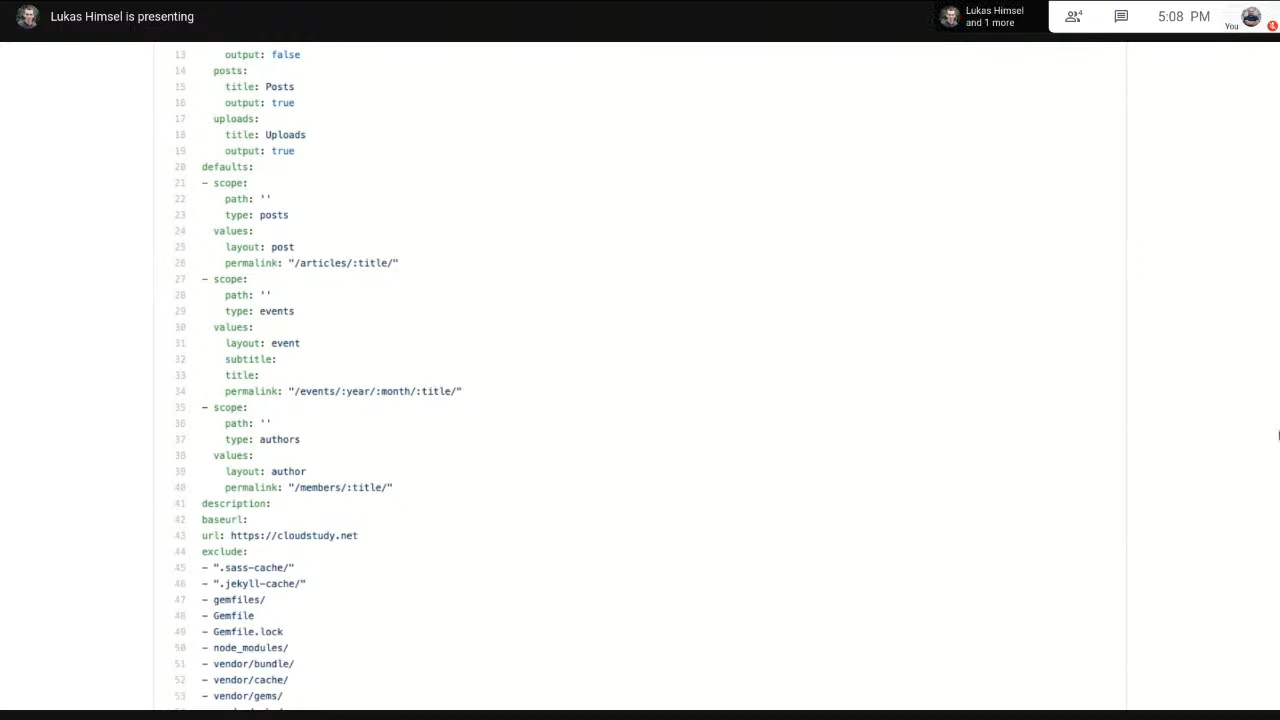 Lukas Himsel is presenting
Lukas Himsel
and 1 more
4
5:08 PM
You
13 output: false
14 posts:
15 title: Posts
16 output: true
17 uploads:
18 title: Uploads
19 output: true
20 defaults:
21 - scope:
22 path: ''
23 type: posts
24 values:
25 layout: post
26 permalink: "/articles/:title/"
27 - scope:
28 path: ''
29 type: events
30 values:
31 layout: event
32 subtitle:
33 title:
34 permalink: "/events/:year/:month/:title/"
35 - scope:
36 path: ''
37 type: authors
38 values:
39 layout: author
40 permalink: "/members/:title/"
41 description:
42 baseurl:
43 url: https://cloudstudy.net
44 exclude:
45 - ".sass-cache/"
46 - ".jekyll-cache/"
47 - gemfiles/
48 - Gemfile
49 - Gemfile.lock
50 - node_modules/
51 - vendor/bundle/
52 - vendor/cache/
53 - vendor/gems/